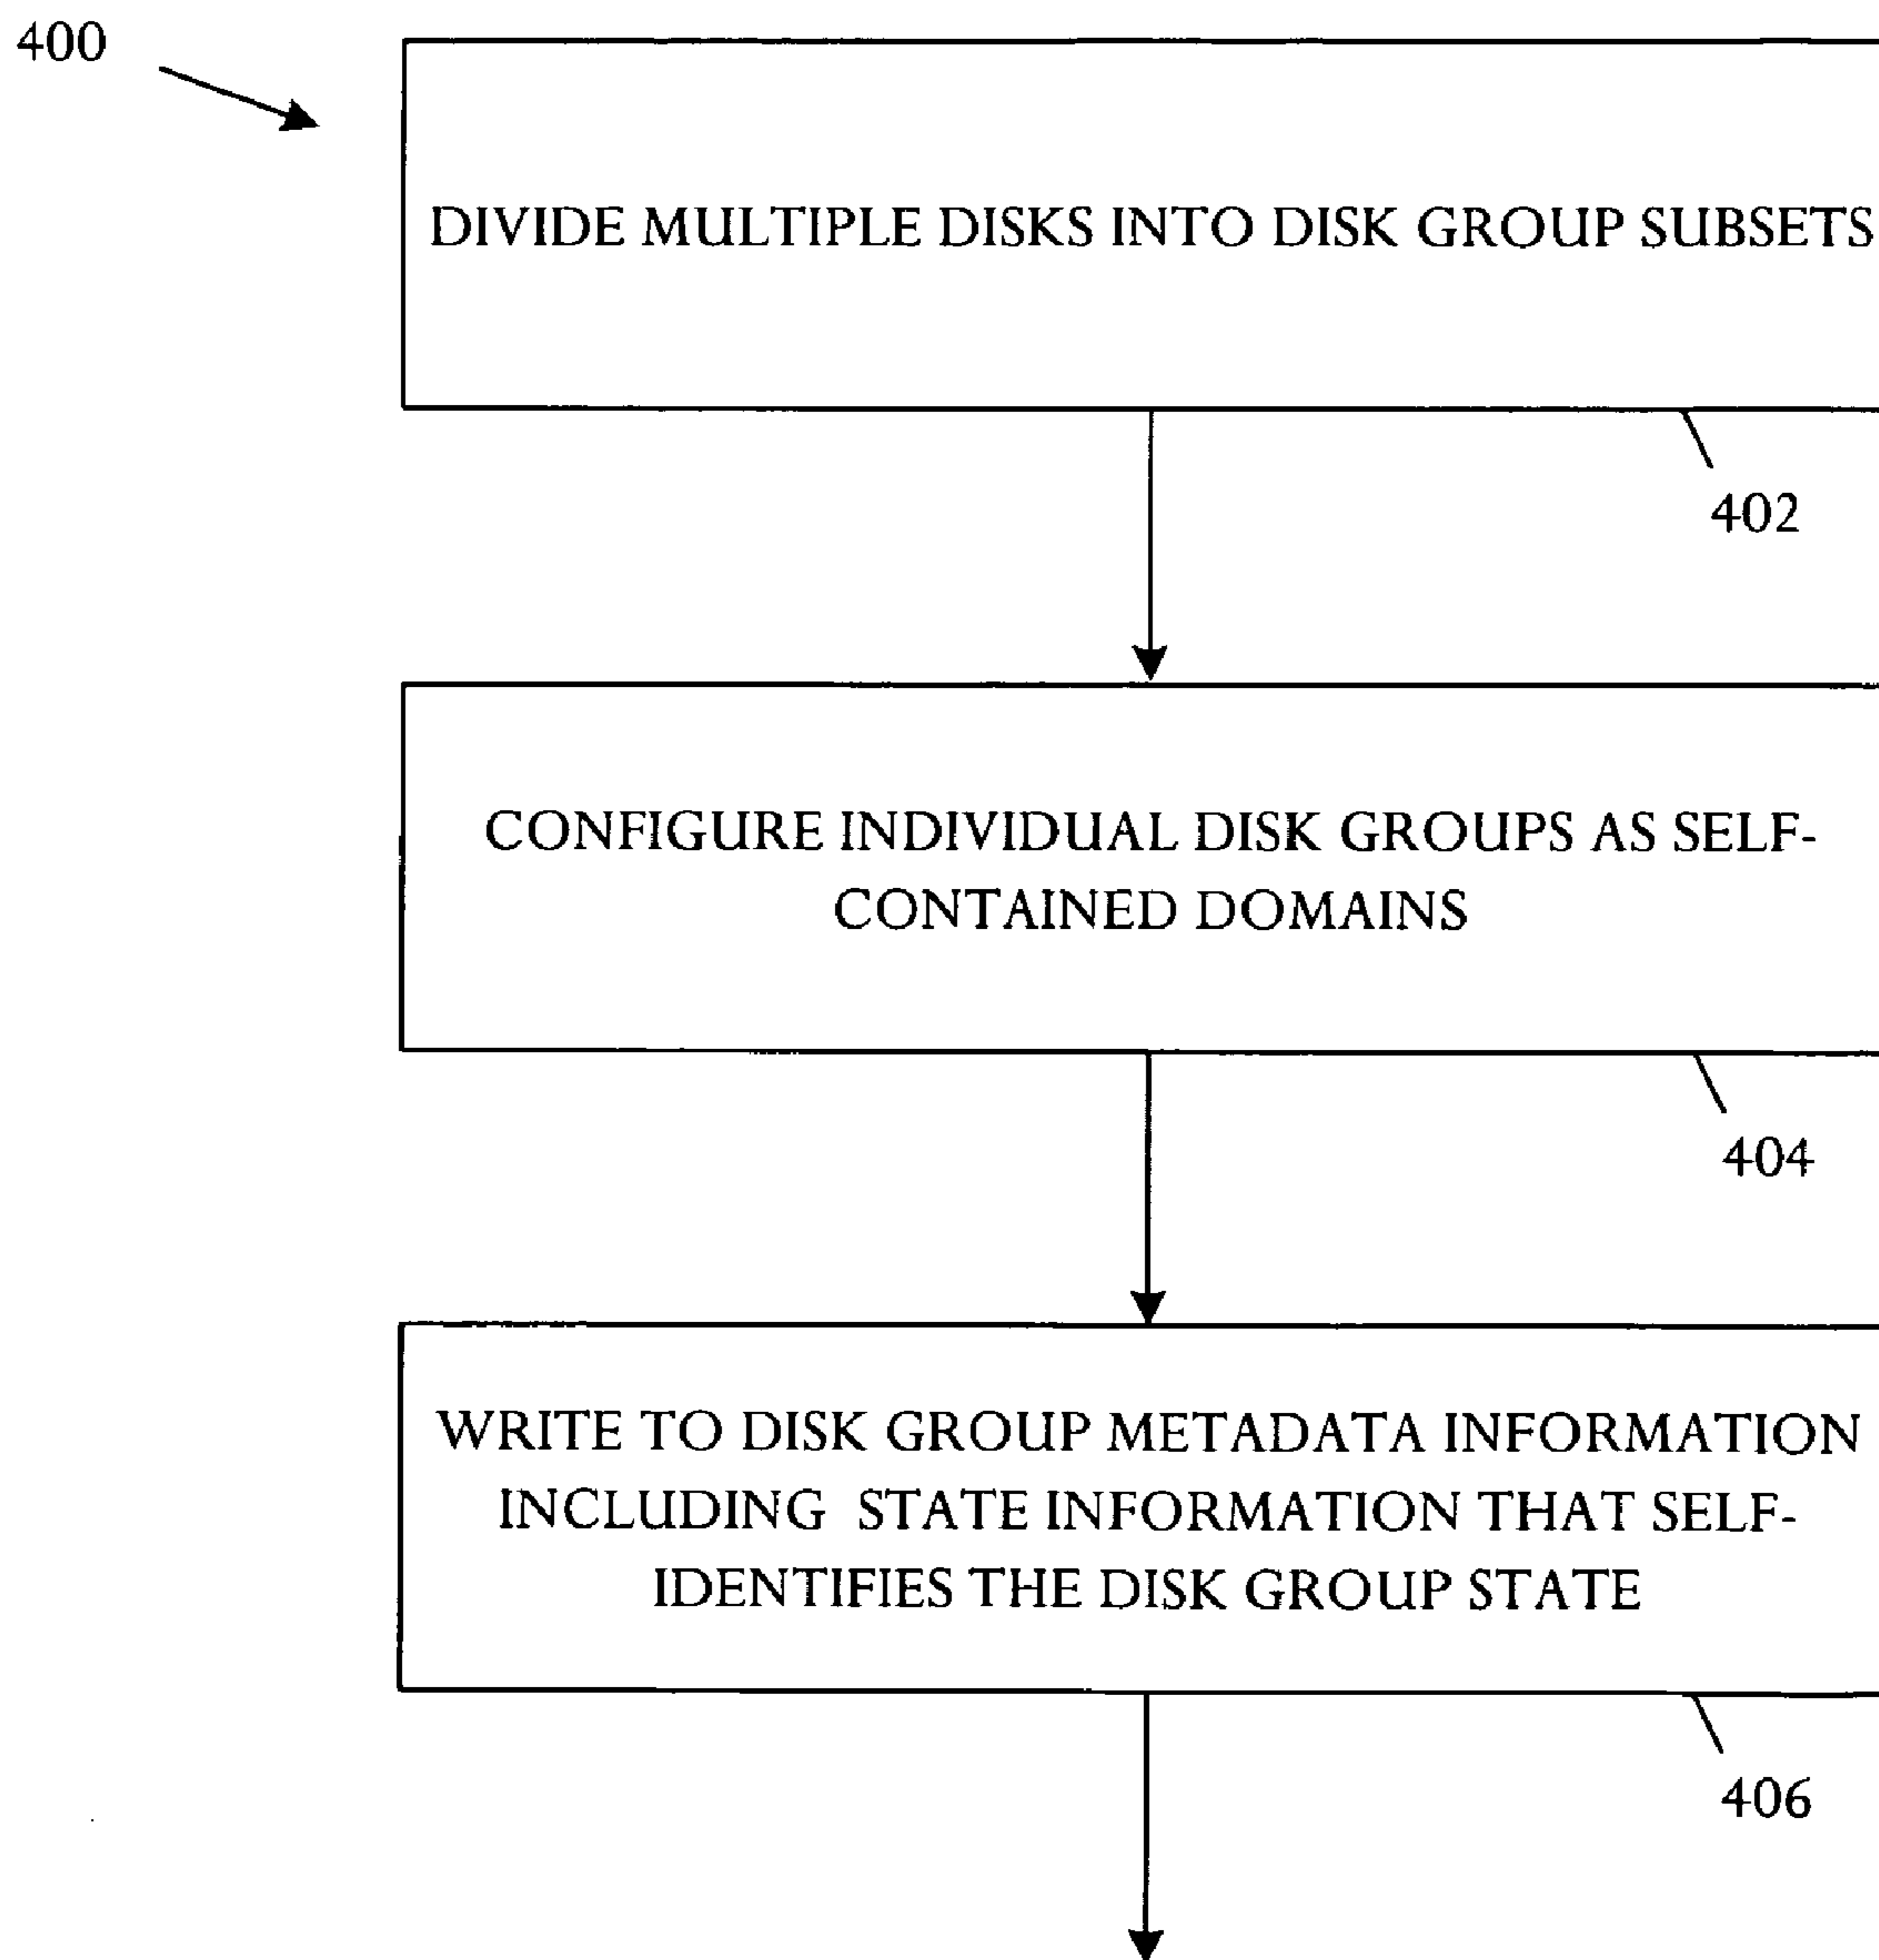 400
DIVIDE MULTIPLE DISKS INTO DISK GROUP SUBSETS
402
CONFIGURE INDIVIDUAL DISK GROUPS AS SELF-
CONTAINED DOMAINS
404
WRITE TO DISK GROUP METADATA INFORMATION
INCLUDING STATE INFORMATION THAT SELF-
IDENTIFIES THE DISK GROUP STATE
406